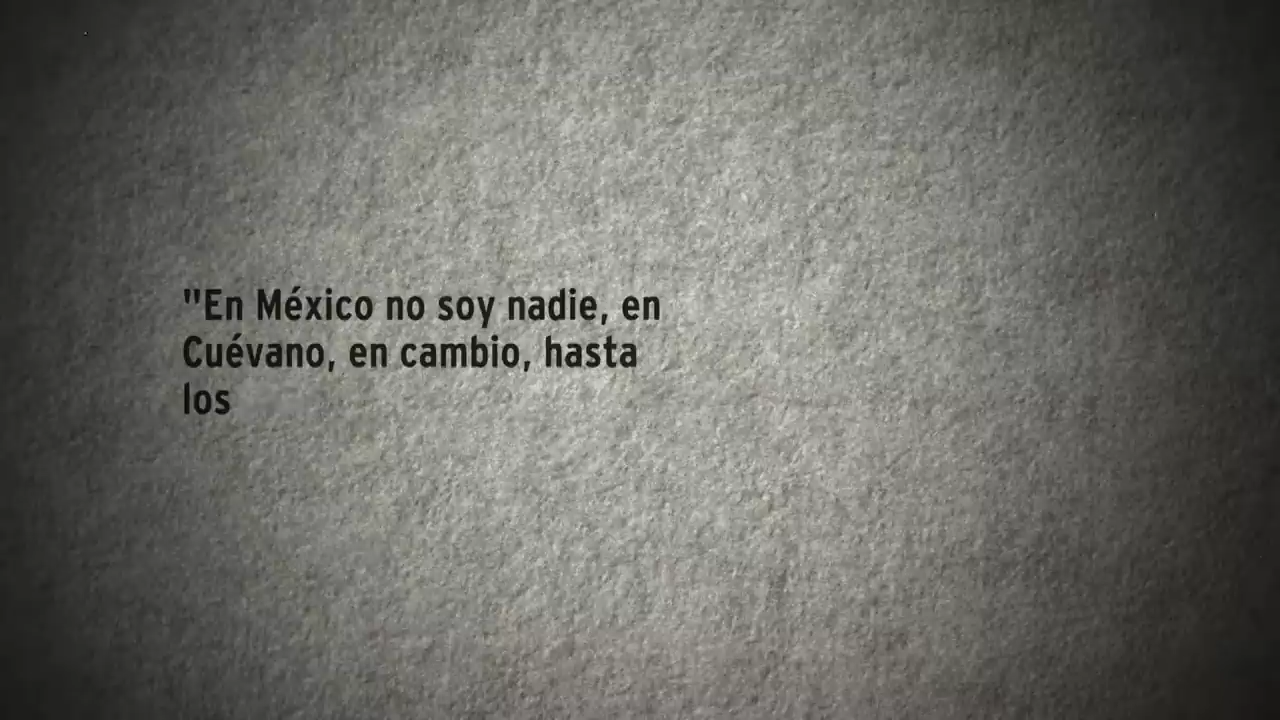 "En México no soy nadie, en
Cuévano, en cambio, hasta
los